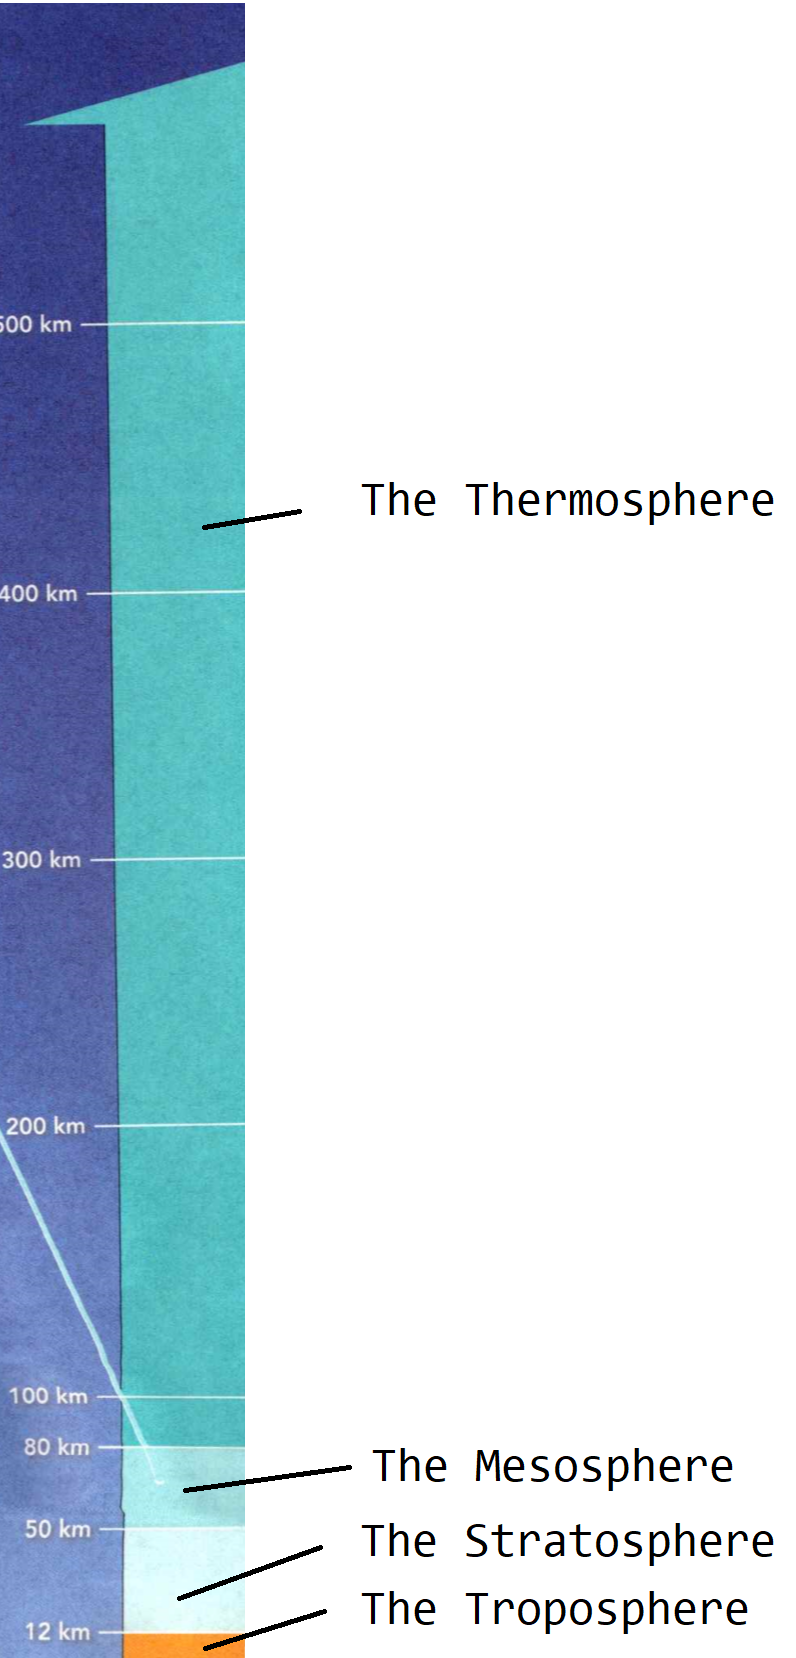 500 km
The Thermosphere
400 km
300 km
200 km
100 km
80 km
The Mesosphere
50 km
The Stratosphere
The Troposphere
12 km